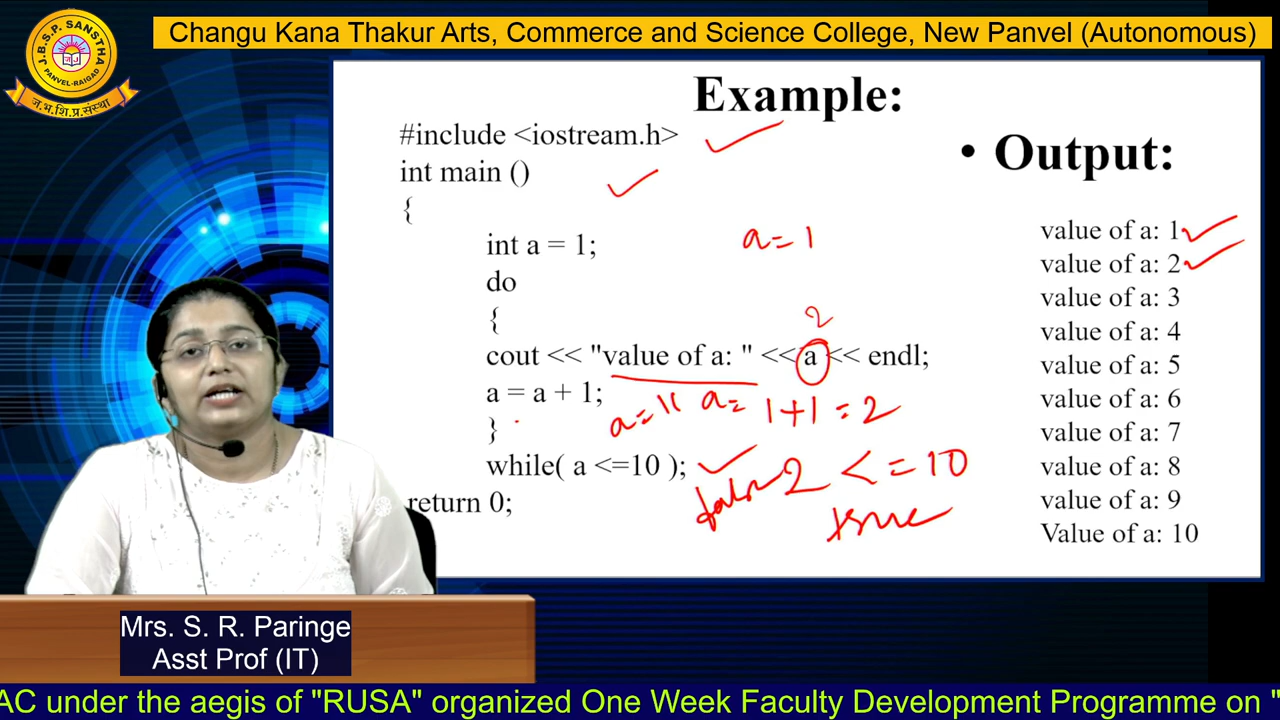 Changu Kana Thakur Arts, Commerce and Science College, New Panvel (Autonomous)
J.B.S.P. SANSTHA
PANVEL-RAIGAD
ज.भ.शि.प्र.संस्था
Example:
#include <iostream.h>
int main ()
{
int a = 1;
a = 1
do
{
2
cout << "value of a: " << a << endl;
a = a + 1;
a = 11 a = 1+1 = 2
}
while( a <=10 );
false 2 <= 10
true
return 0;
• Output:
value of a: 1
value of a: 2
value of a: 3
value of a: 4
value of a: 5
value of a: 6
value of a: 7
value of a: 8
value of a: 9
Value of a: 10
Mrs. S. R. Paringe
Asst Prof (IT)
AC under the aegis of "RUSA" organized One Week Faculty Development Programme on "